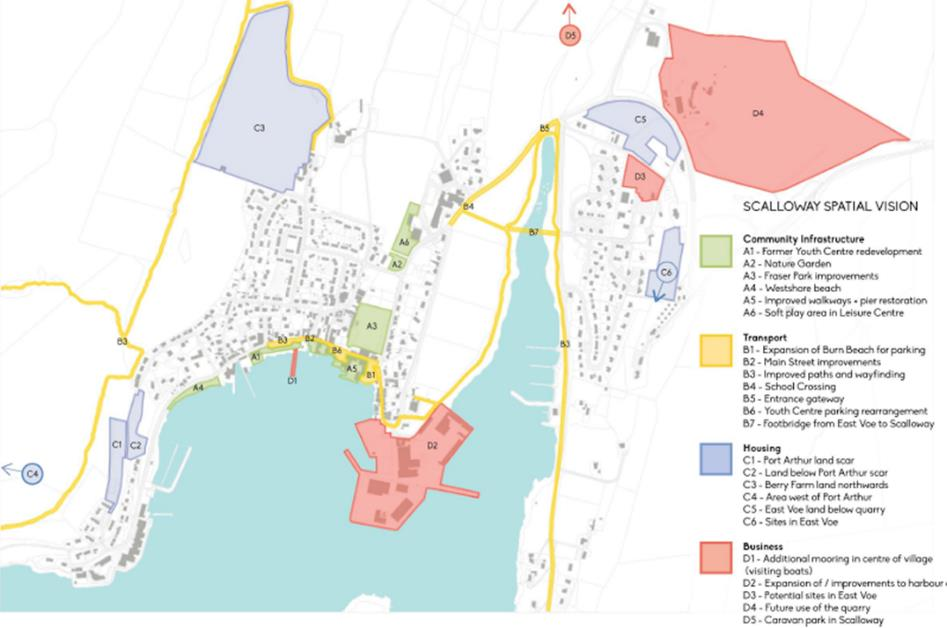 D5
C3
C5
D4
B5
D3
B4
A6
B7
A2
C6
SCALLOWAY SPATIAL VISION
Community Infrastructure
A1 - Former Youth Centre redevelopment
A2 - Nature Garden
A3 - Fraser Park improvements
A4 - Westshore beach
A5 - Improved walkways + pier restoration
A6 - Soft play area in Leisure Centre
A3
B3
B3
B2
B6
B3
A1
A5
B1
D1
A4
Transport
B1 - Expansion of Burn Beach for parking
B2 - Main Street improvements
B3 - Improved paths and wayfinding
B4 - School Crossing
B5 - Entrance gateway
B6 - Youth Centre parking rearrangement
B7 - Footbridge from East Voe to Scalloway
C1
C2
D2
C4
Housing
C1 - Port Arthur land scar
C2 - Land below Port Arthur scar
C3 - Berry Farm land northwards
C4 - Area west of Port Arthur
C5 - East Voe land below quarry
C6 - Sites in East Voe
Business
D1 - Additional mooring in centre of village
(visiting boats)
D2 - Expansion of / improvements to harbour
D3 - Potential sites in East Voe
D4 - Future use of the quarry
D5 - Caravan park in Scalloway